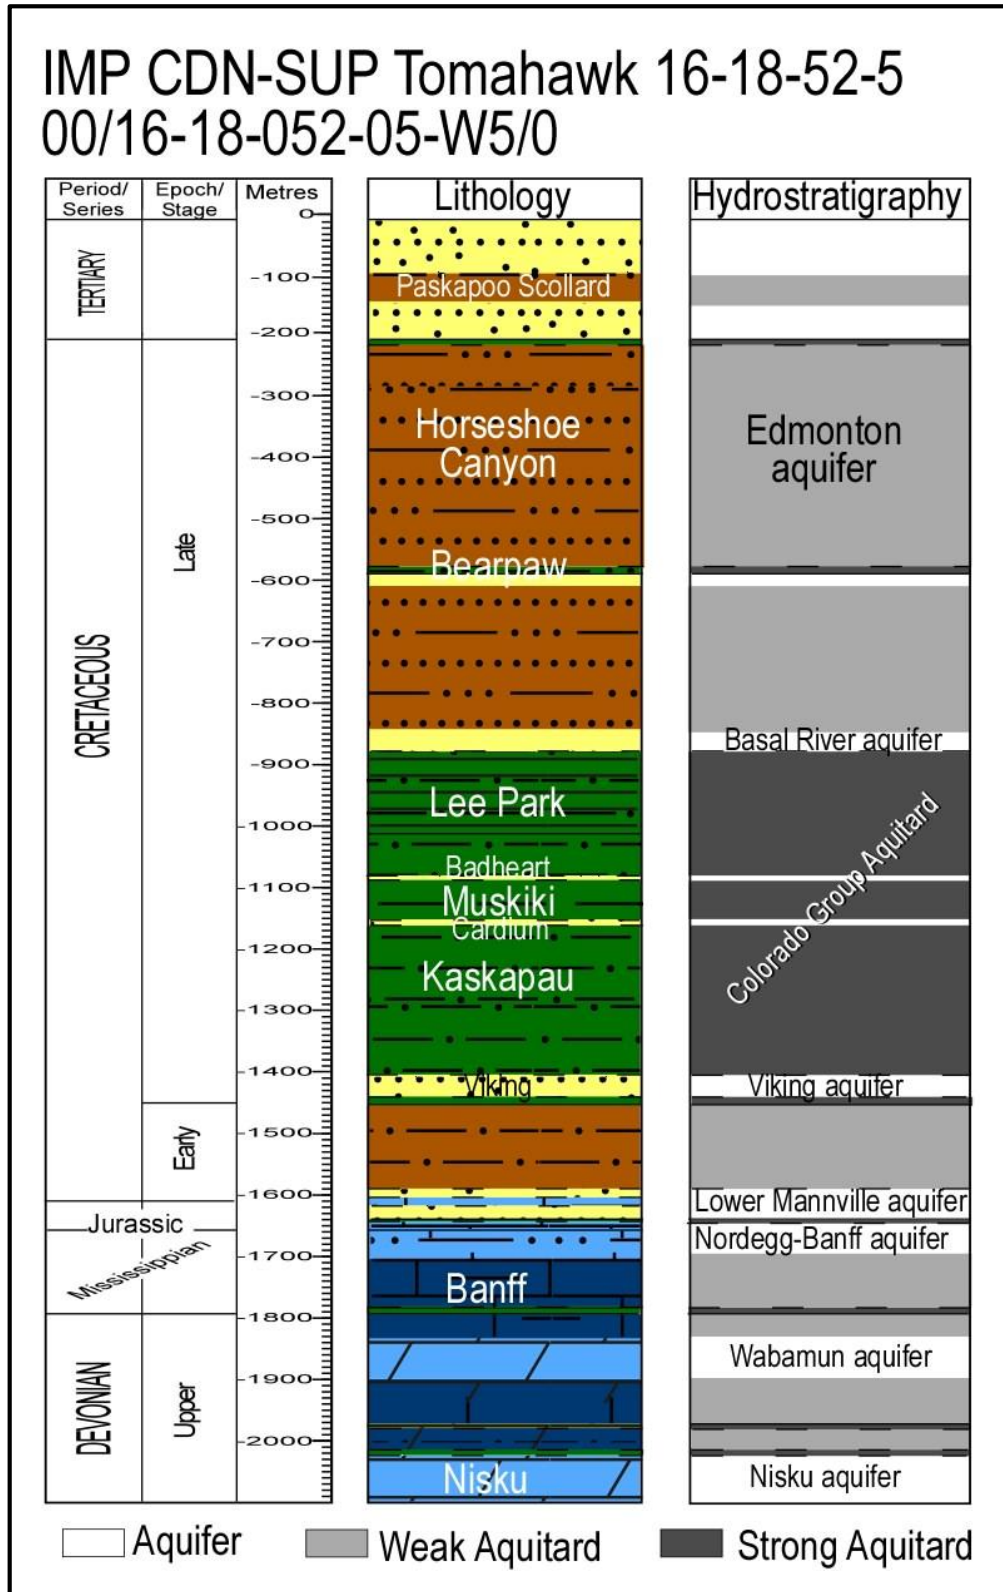 IMP CDN-SUP Tomahawk 16-18-52-5
00/16-18-052-05-W5/0
Period/
Series
Epoch/
Stage
Metres
Lithology
Hydrostratigraphy
0
-100
-200
-300
-400
-500
-600
-700
-800
-900
-1000
-1100
-1200
-1300
-1400
-1500
-1600
-1700
-1800
-1900
-2000
TERTIARY
CRETACEOUS
Late
Early
Jurassic
Mississippian
DEVONIAN
Upper
Paskapoo Scollard
Horseshoe
Canyon
Bearpaw
Lee Park
Badheart
Muskiki
Cardium
Kaskapau
Viking
Banff
Nisku
Edmonton
aquifer
Basal River aquifer
Colorado Group Aquitard
Viking aquifer
Lower Mannville aquifer
Nordegg-Banff aquifer
Wabamun aquifer
Nisku aquifer
Aquifer
Weak Aquitard
Strong Aquitard